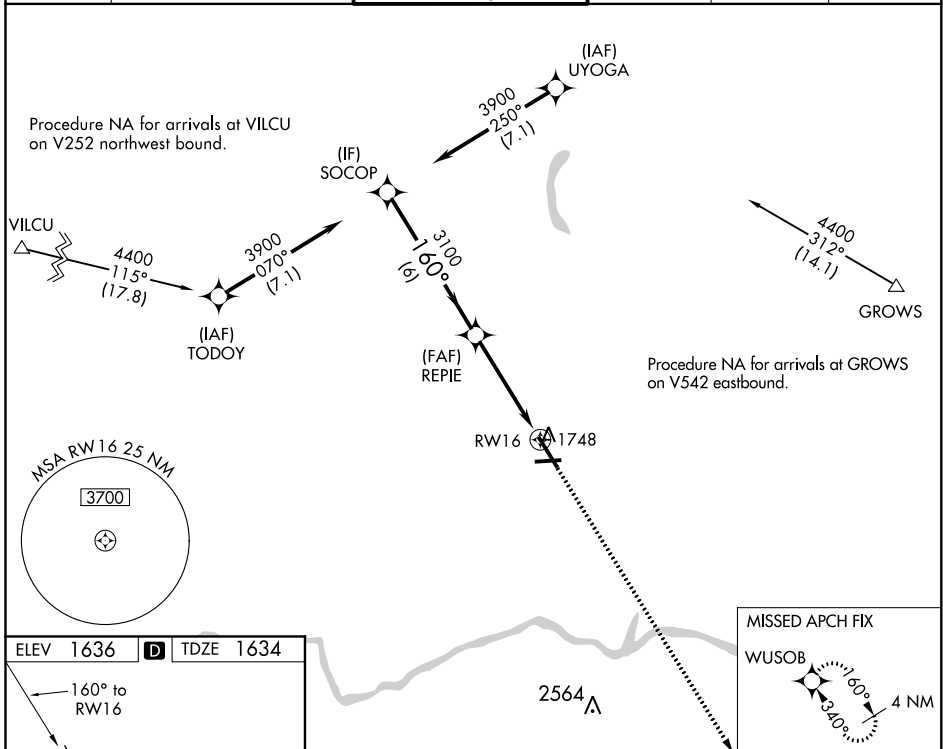 (IAF)
UYOGA
3900
250°
(7.1)
Procedure NA for arrivals at VILCU
on V252 northwest bound.
(IF)
SOCOP
VILCU
4400
115°
(17.8)
3900
070°
(7.1)
3100
160°
(6)
4400
312°
(14.1)
GROWS
(IAF)
TODOY
(FAF)
REPIE
Procedure NA for arrivals at GROWS
on V542 eastbound.
RW16
1748
MSA RW16 25 NM
3700
MISSED APCH FIX
WUSOB
160°
340°
4 NM
2564
ELEV 1636 D TDZE 1634
160° to
RW16